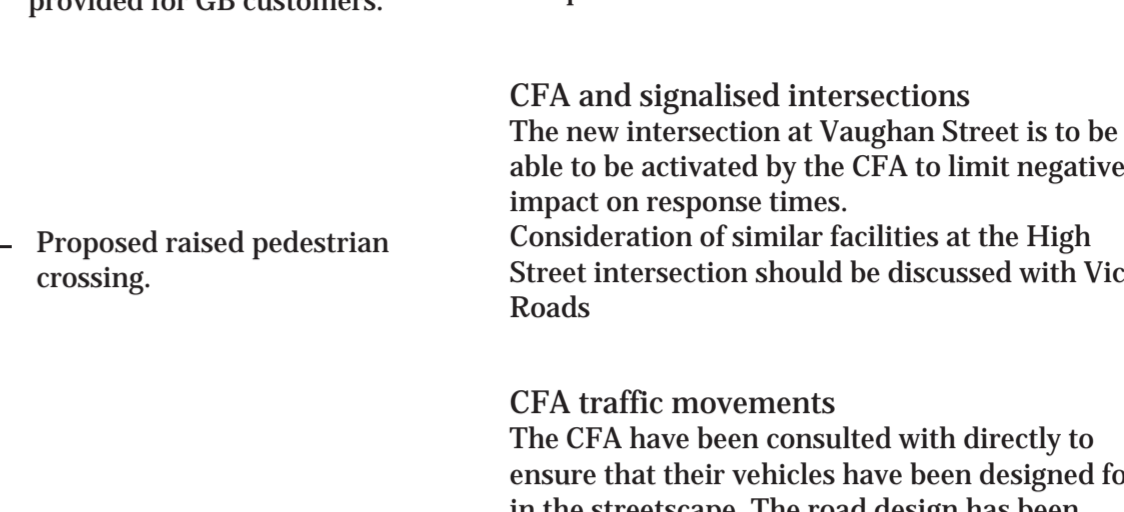 provided for GB customers.
Proposed raised pedestrian
crossing.
CFA and signalised intersections
The new intersection at Vaughan Street is to be
able to be activated by the CFA to limit negative
impact on response times.
Consideration of similar facilities at the High
Street intersection should be discussed with Vic
Roads
CFA traffic movements
The CFA have been consulted with directly to
ensure that their vehicles have been designed fo
in the streetscape. The road design has been